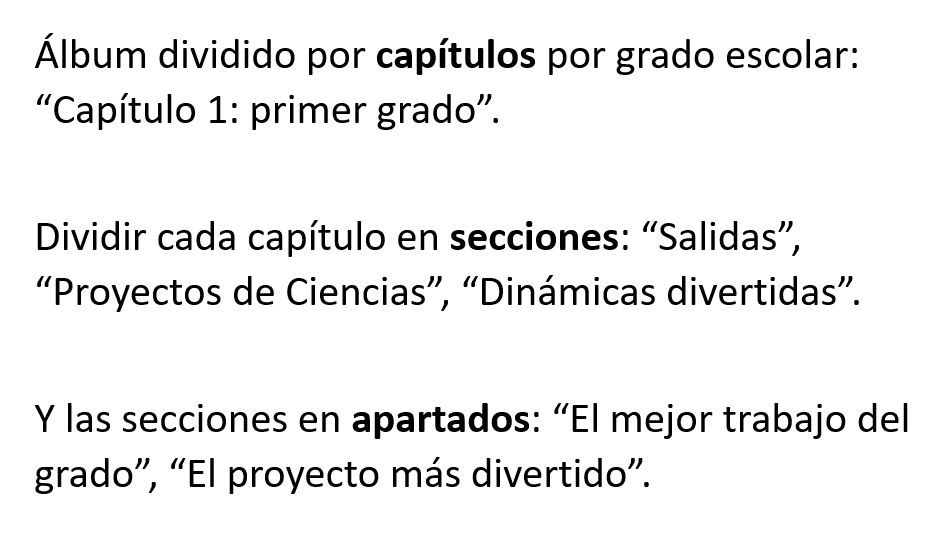 Álbum dividido por capítulos por grado escolar:
“Capítulo 1: primer grado”.
Dividir cada capítulo en secciones: “Salidas”,
“Proyectos de Ciencias”, “Dinámicas divertidas”.
Y las secciones en apartados: “El mejor trabajo del
grado”, “El proyecto más divertido”.